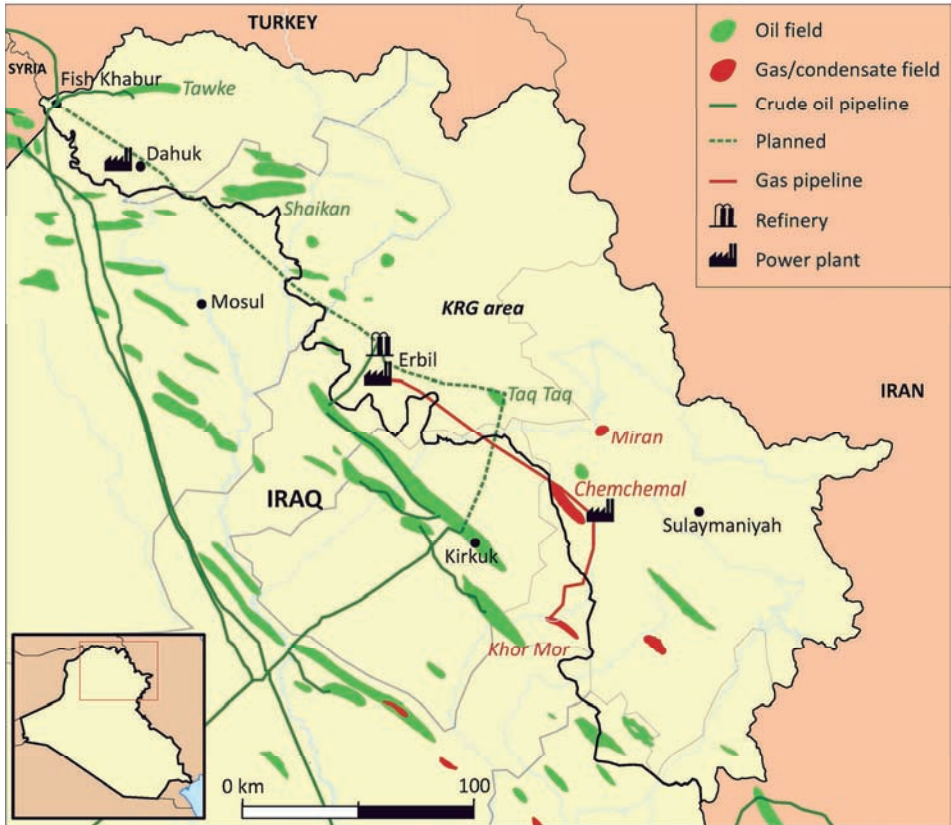 TURKEY
SYRIA
Fish Khabur
Tawke
Dahuk
Shaikan
Mosul
KRG area
Erbil
Taq Taq
IRAN
Miran
IRAQ
Chemchemal
Sulaymaniyah
Kirkuk
Khor Mor
0 km
100
Oil field
Gas/condensate field
Crude oil pipeline
Planned
Gas pipeline
Refinery
Power plant